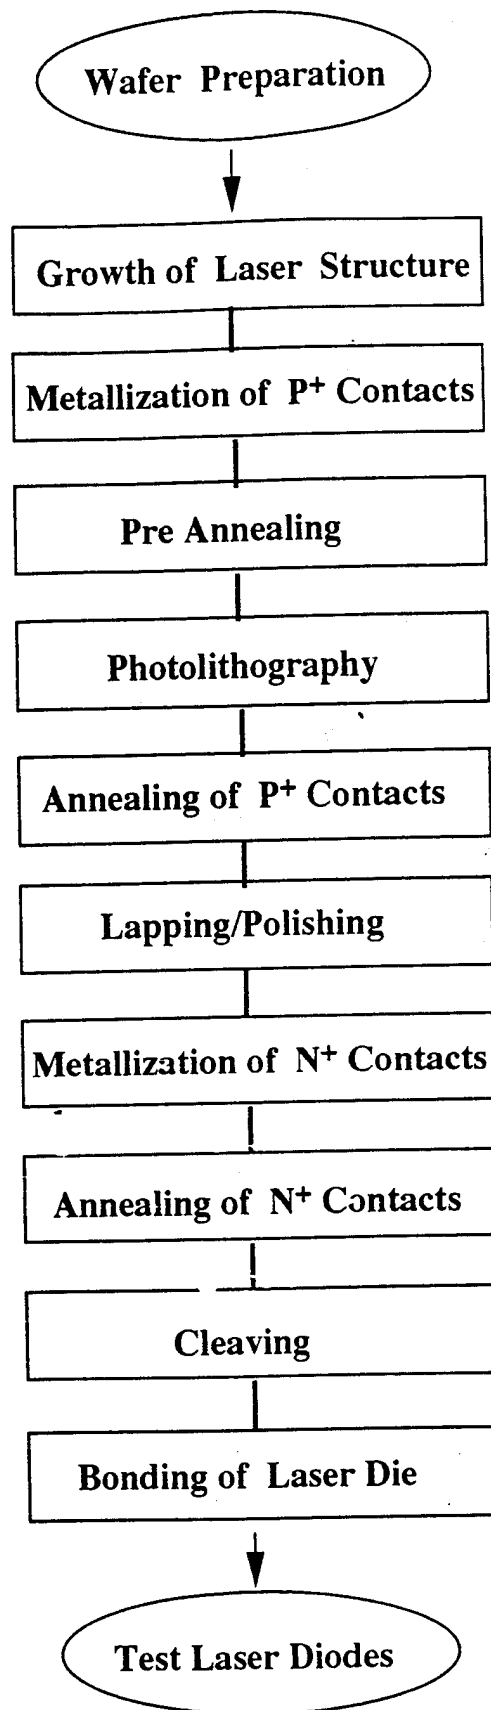 Wafer Preparation
Growth of Laser Structure
Metallization of P+ Contacts
Pre Annealing
Photolithography
Annealing of P+ Contacts
Lapping/Polishing
Metallization of N+ Contacts
Annealing of N+ Contacts
Cleaving
Bonding of Laser Die
Test Laser Diodes